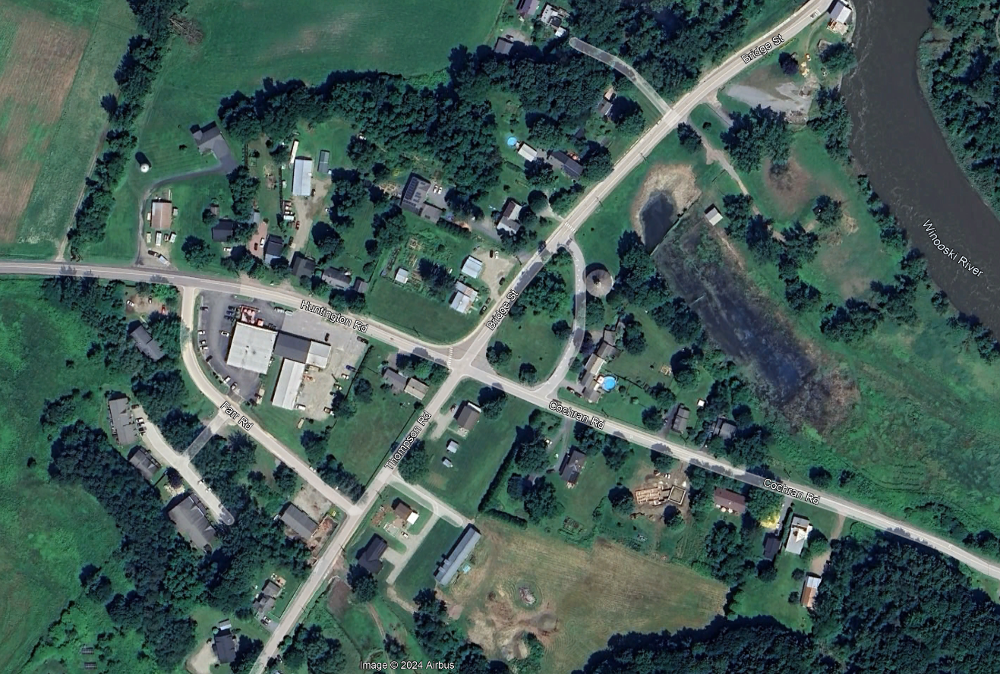 Bridge St
Winooski River
Bridge St
Huntington Rd
Farr Rd
Thompson Rd
Cochran Rd
Cochran Rd
Image © 2024 Airbus